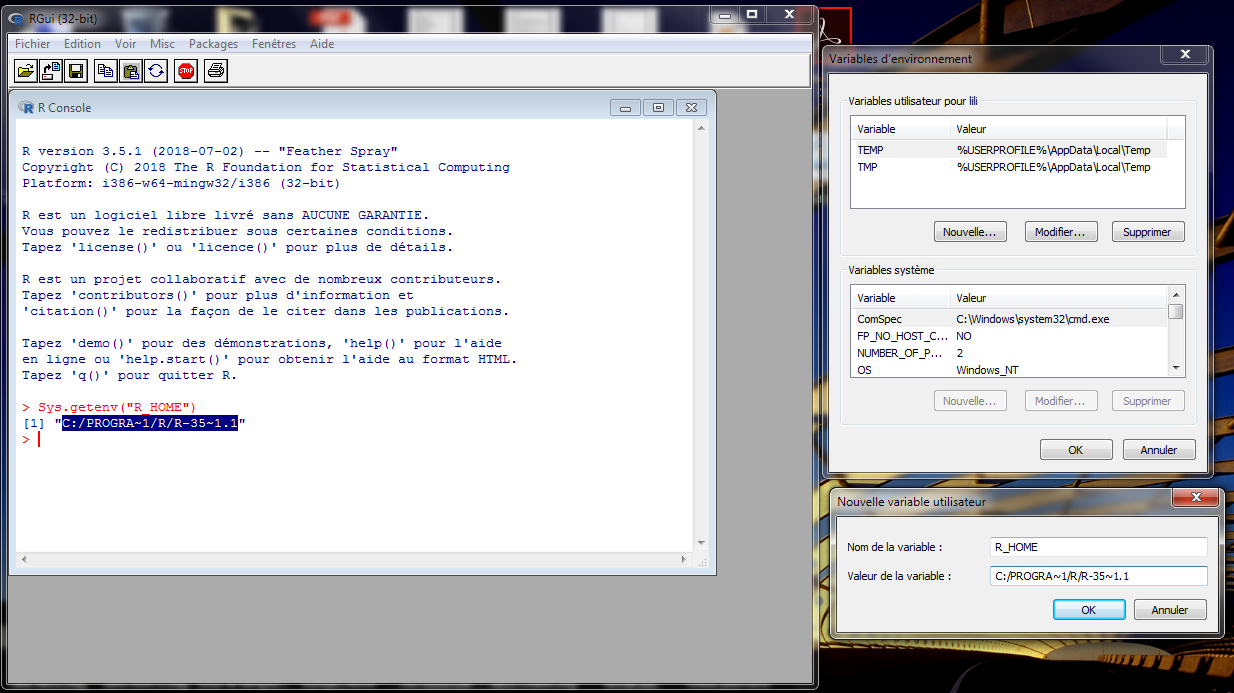 RGui (32-bit)
Fichier Edition Voir Misc Packages Fenêtres Aide
STOP
R Console
R version 3.5.1 (2018-07-02) -- "Feather Spray"
Copyright (C) 2018 The R Foundation for Statistical Computing
Platform: i386-w64-mingw32/i386 (32-bit)
R est un logiciel libre livré sans AUCUNE GARANTIE.
Vous pouvez le redistribuer sous certaines conditions.
Tapez 'license()' ou 'licence()' pour plus de détails.
R est un projet collaboratif avec de nombreux contributeurs.
Tapez 'contributors()' pour plus d'information et
'citation()' pour la façon de le citer dans les publications.
Tapez 'demo()' pour des démonstrations, 'help()' pour l'aide
en ligne ou 'help.start()' pour obtenir l'aide au format HTML.
Tapez 'q()' pour quitter R.
> Sys.getenv("R_HOME")
[1] "C:/PROGRA~1/R/R-35~1.1"
>
Variables d'environnement
Variables utilisateur pour lili
Variable Valeur
TEMP %USERPROFILE%\AppData\Local\Temp
TMP %USERPROFILE%\AppData\Local\Temp
Nouvelle... Modifier... Supprimer
Variables système
Variable Valeur
ComSpec C:\Windows\system32\cmd.exe
FP_NO_HOST_C... NO
NUMBER_OF_P... 2
OS Windows_NT
Nouvelle... Modifier... Supprimer
OK Annuler
Nouvelle variable utilisateur
Nom de la variable : R_HOME
Valeur de la variable : C:/PROGRA~1/R/R-35~1.1
OK Annuler